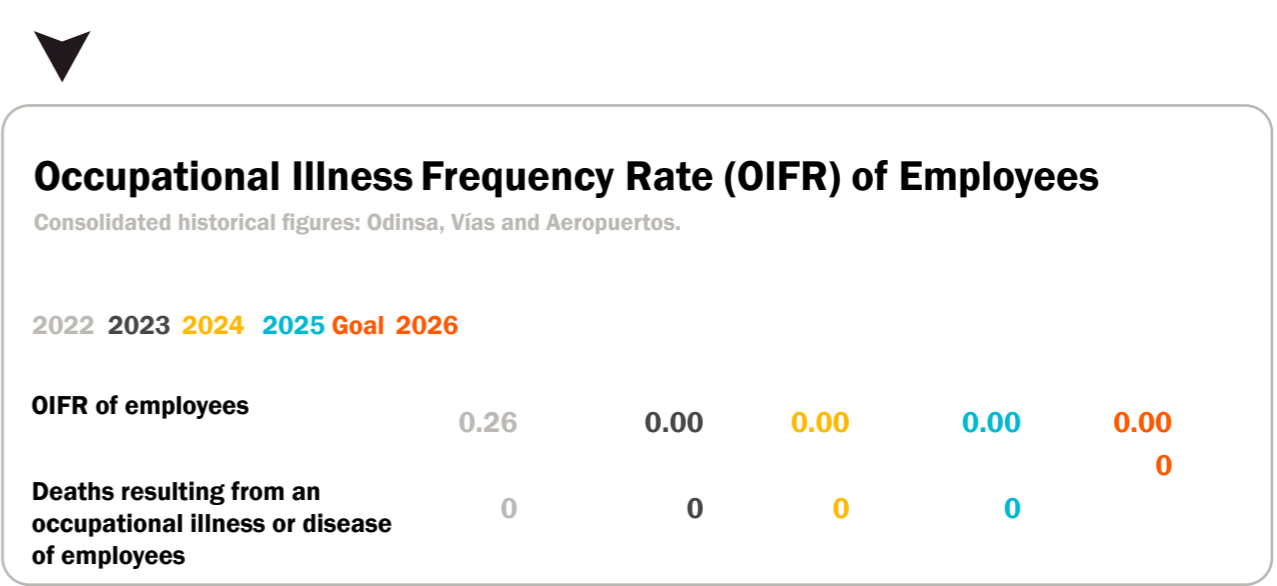 Occupational Illness Frequency Rate (OIFR) of Employees
Consolidated historical figures: Odinsa, Vías and Aeropuertos.
2022 2023 2024 2025 Goal 2026
OIFR of employees 0.26 0.00 0.00 0.00 0.00
0
Deaths resulting from an
occupational illness or disease 0 0 0 0
of employees